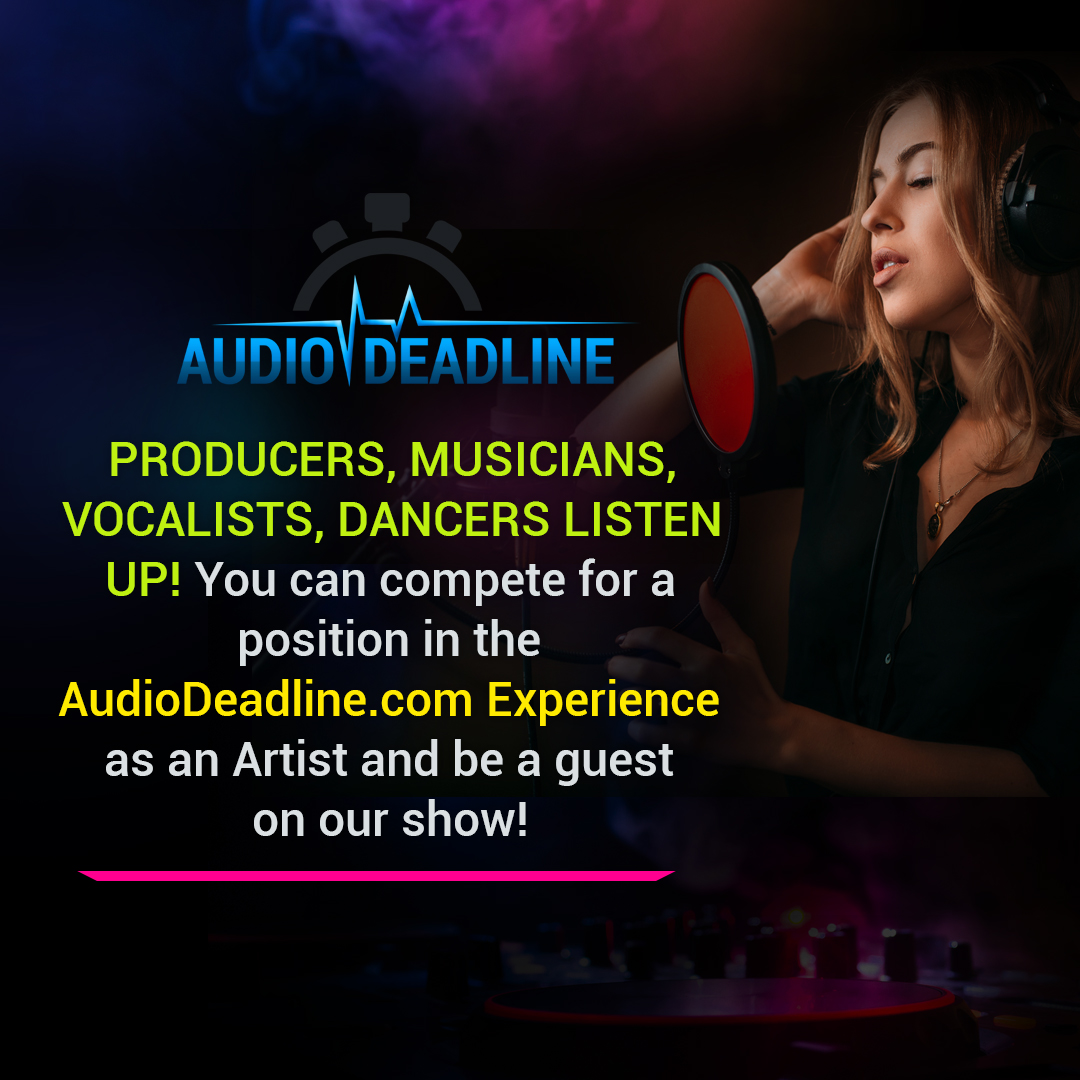 AUDIO DEADLINE
PRODUCERS, MUSICIANS,
VOCALISTS, DANCERS LISTEN
UP! You can compete for a
position in the
AudioDeadline.com Experience
as an Artist and be a guest
on our show!